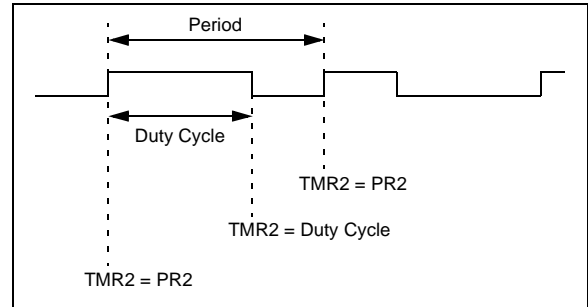 Period
Duty Cycle
TMR2 = PR2
TMR2 = Duty Cycle
TMR2 = PR2